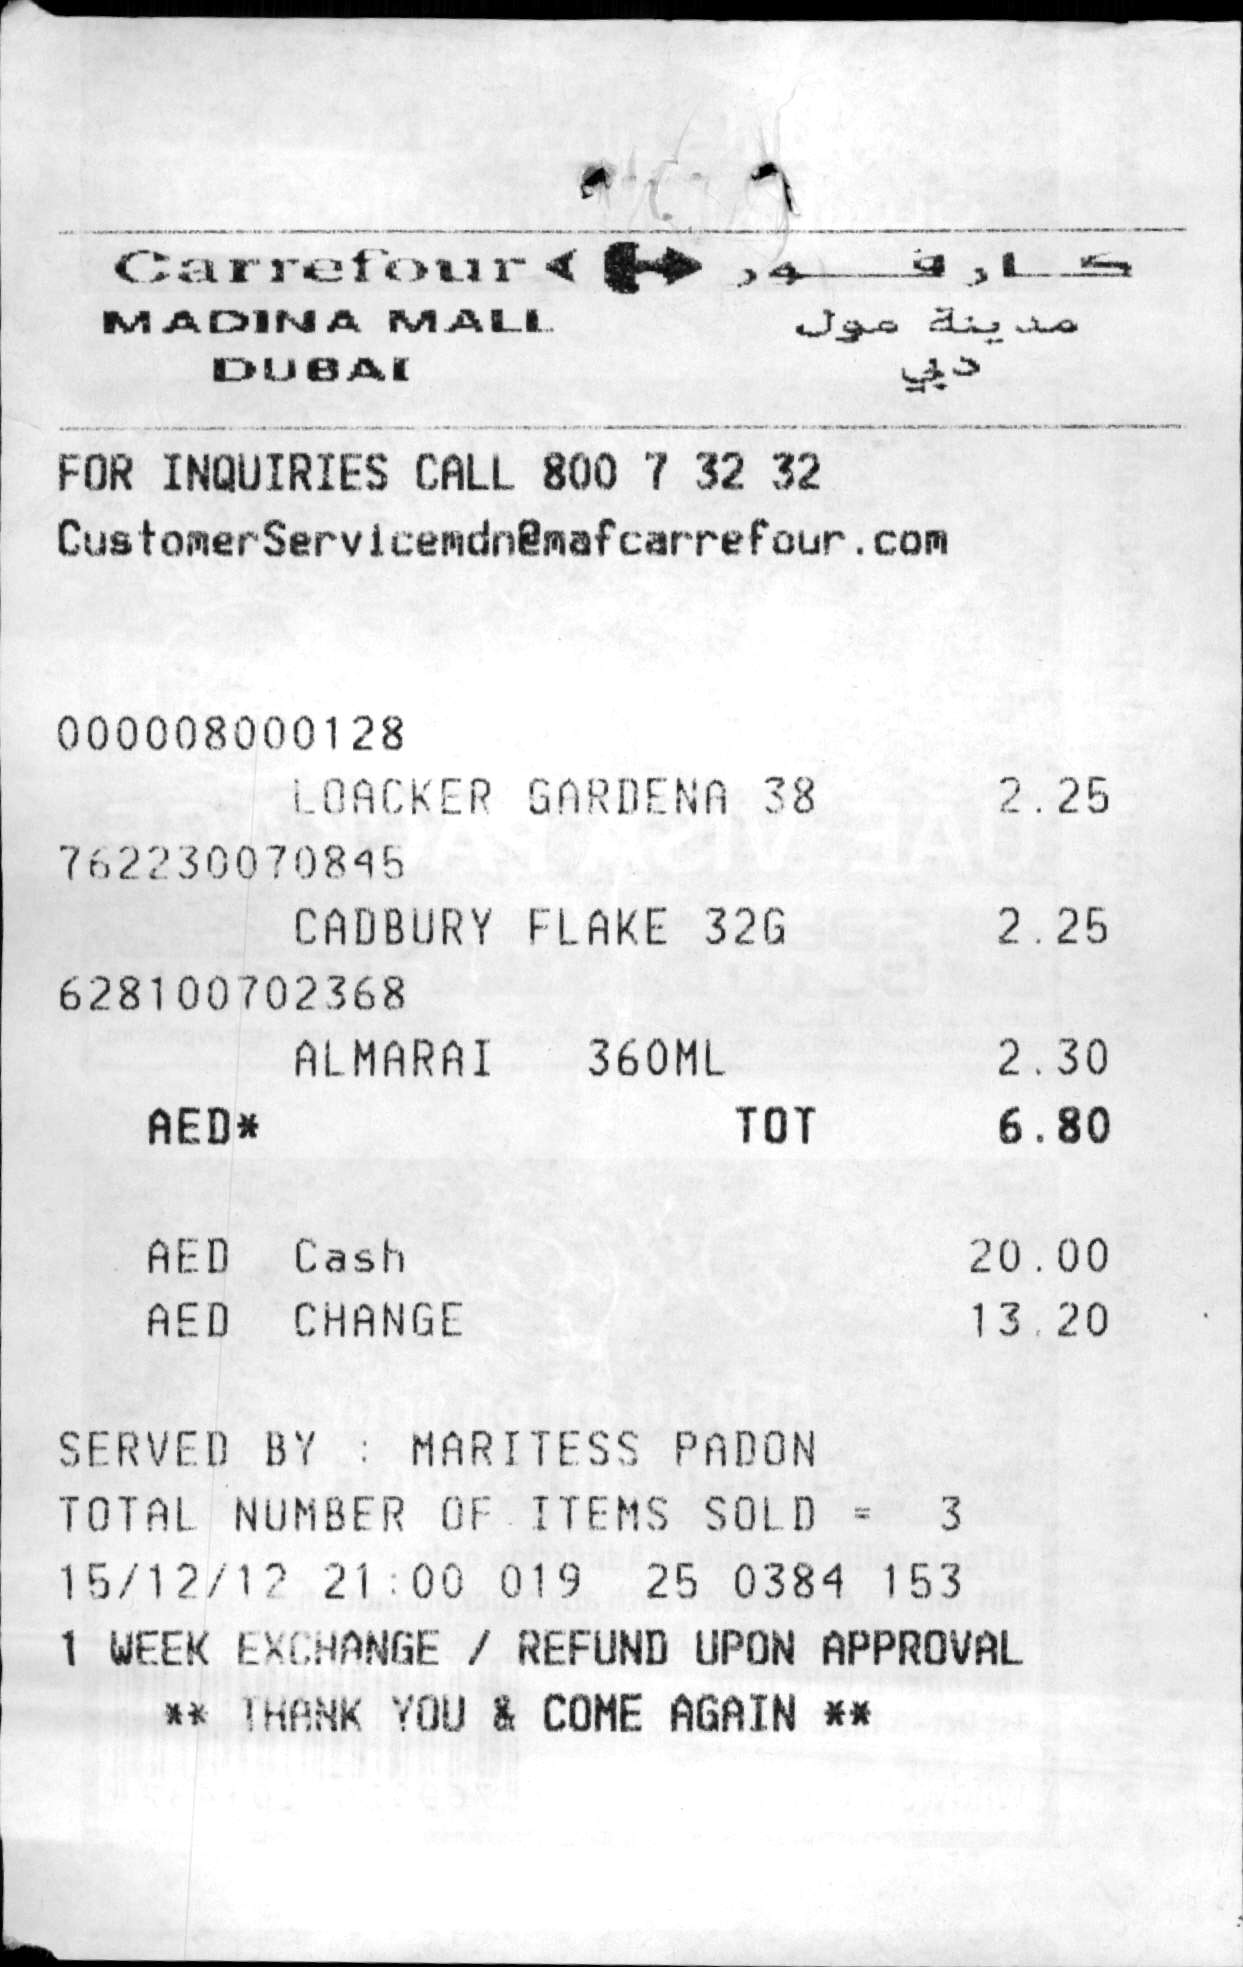 Carrefour كارفور
MADINA MALL مدينة مول
DUBAI دبي
FOR INQUIRIES CALL 800 7 32 32
CustomerServicemdn@mafcarrefour.com
000008000128
LOACKER GARDENA 38 2.25
762230070845
CADBURY FLAKE 32G 2.25
628100702368
ALMARAI 360ML 2.30
AED* TOT 6.80
AED Cash 20.00
AED CHANGE 13.20
SERVED BY : MARITESS PADON
TOTAL NUMBER OF ITEMS SOLD = 3
15/12/12 21:00 019 25 0384 153
1 WEEK EXCHANGE / REFUND UPON APPROVAL
** THANK YOU & COME AGAIN **